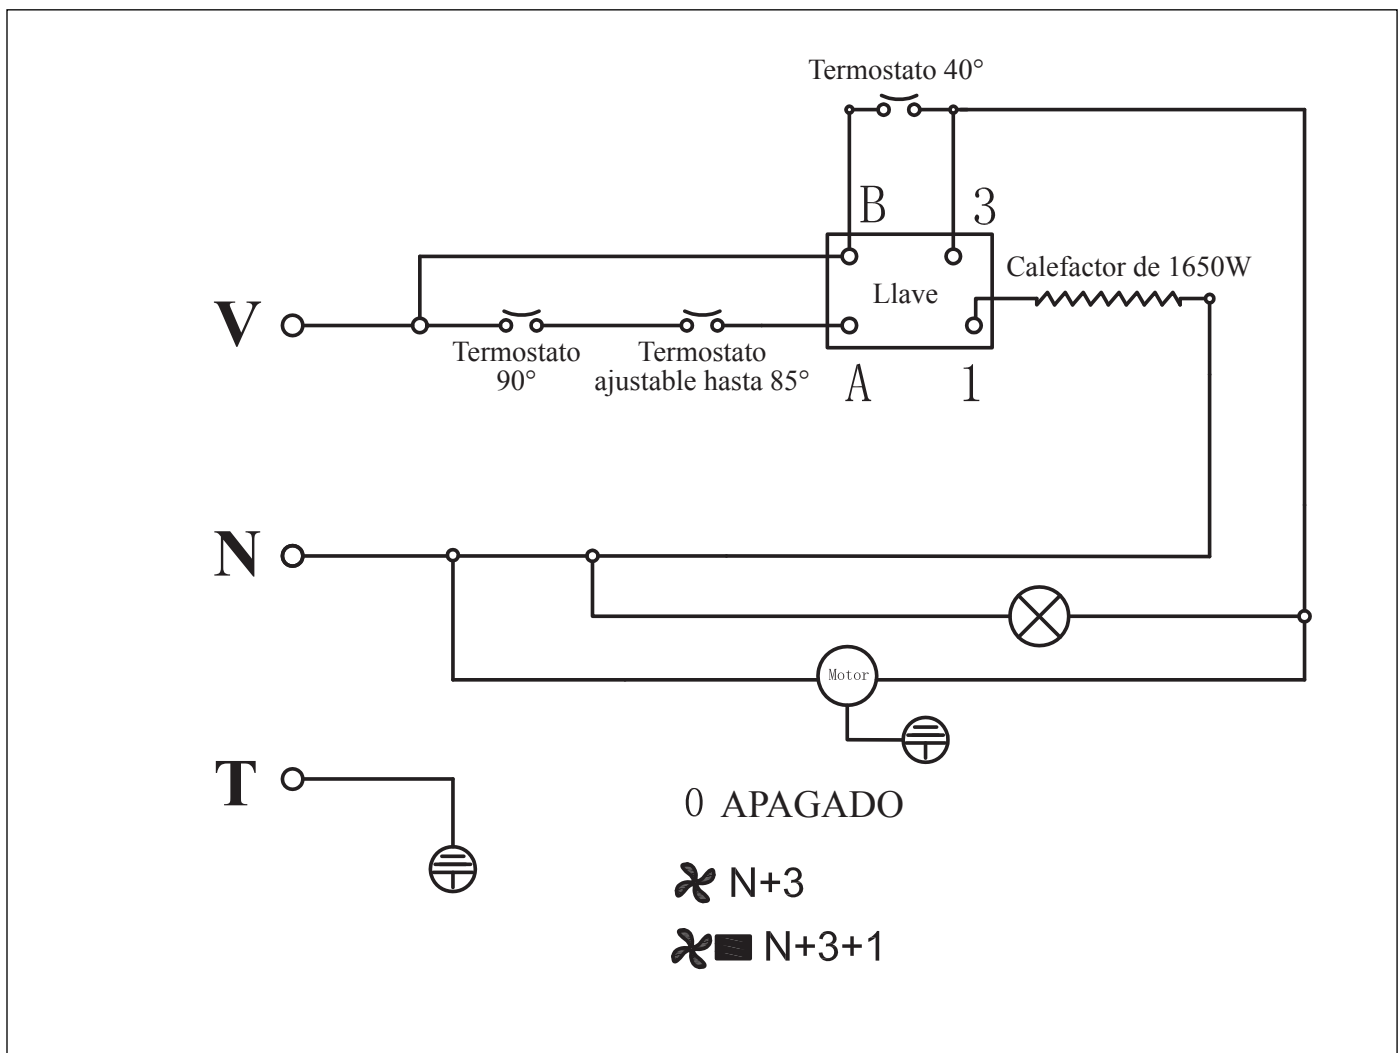 Termostato 40°
B
3
Calefactor de 1650W
Llave
V
Termostato
90°
Termostato
ajustable hasta 85°
A
1
N
Motor
T
0 APAGADO
N+3
N+3+1